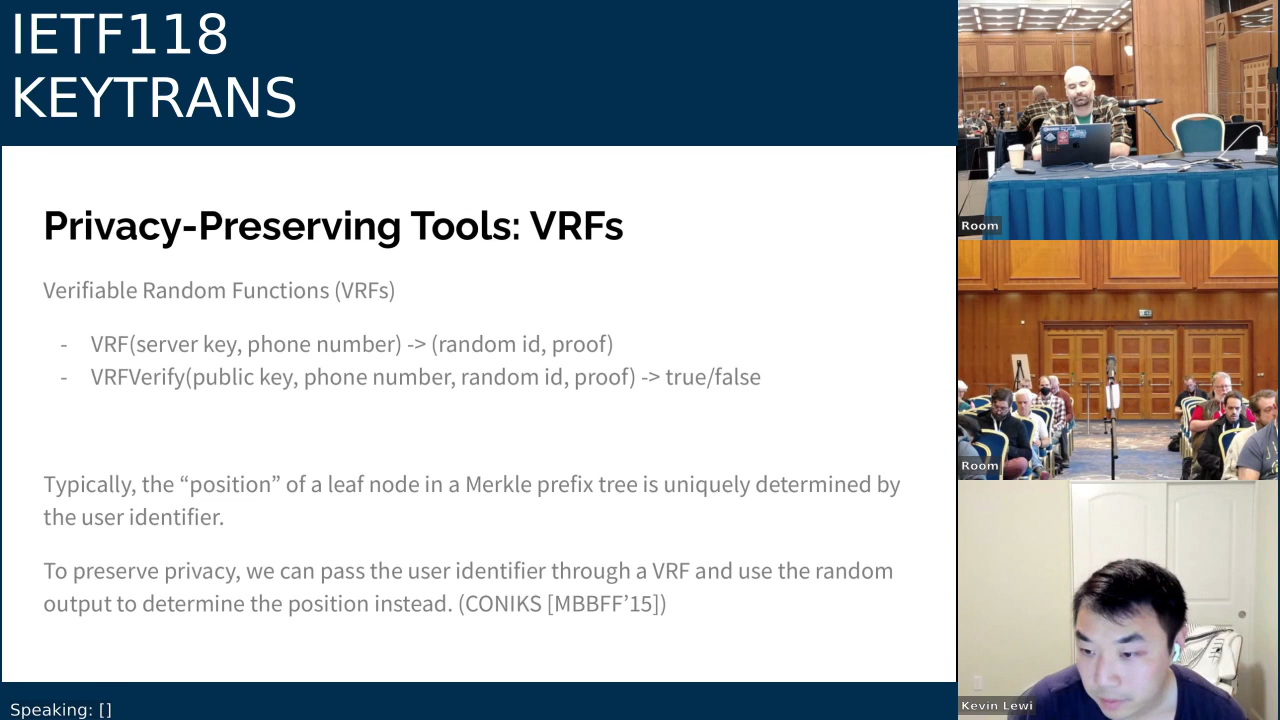 IETF118
KEYTRANS
Privacy-Preserving Tools: VRFs
Verifiable Random Functions (VRFs)
- VRF(server key, phone number) -> (random id, proof)
- VRFVerify(public key, phone number, random id, proof) -> true/false
Typically, the “position” of a leaf node in a Merkle prefix tree is uniquely determined by
the user identifier.
To preserve privacy, we can pass the user identifier through a VRF and use the random
output to determine the position instead. (CONIKS [MBBFF’15])
Speaking: []
Room
Room
Kevin Lewi